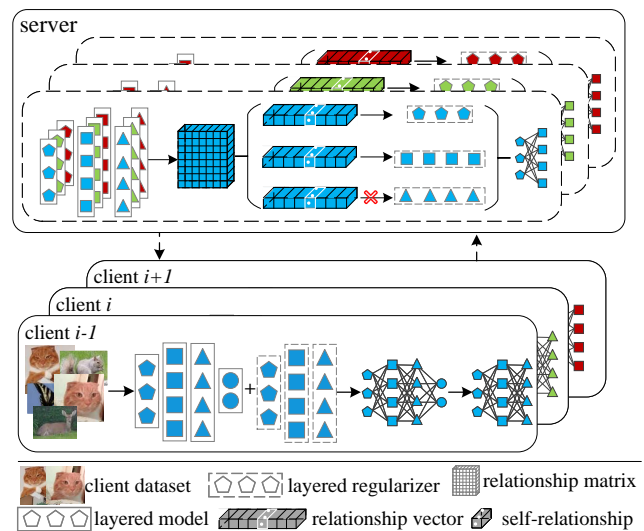 server
client i+1
client i
client i-1
client dataset
layered regularizer
relationship matrix
layered model
relationship vector
self-relationship